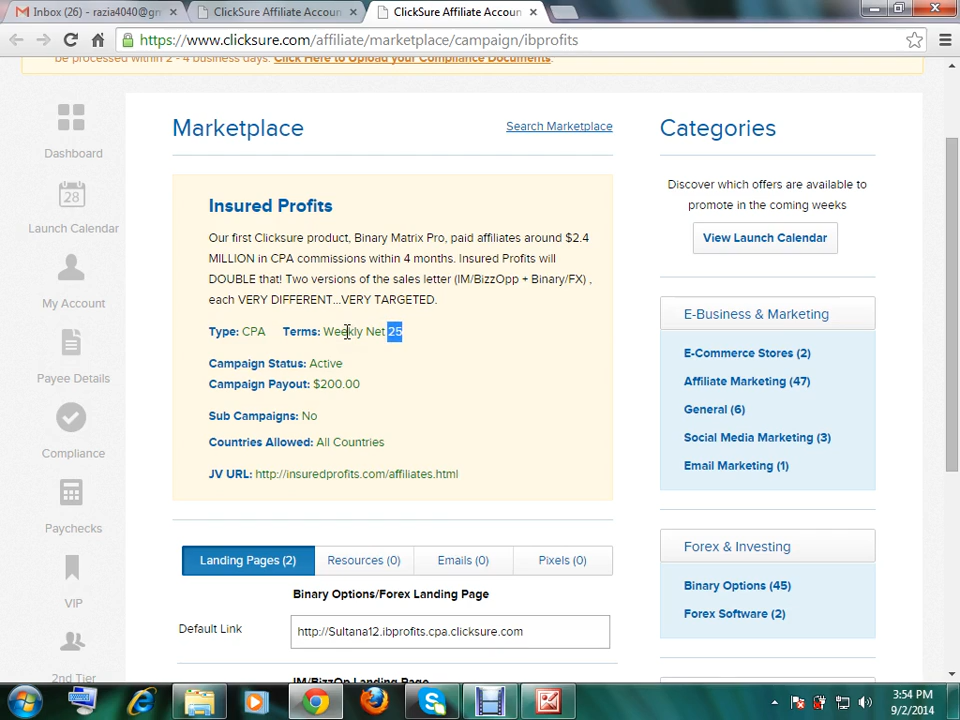 Inbox (26) - razia4040@gn
ClickSure Affiliate Accoun
ClickSure Affiliate Accoun
https://www.clicksure.com/affiliate/marketplace/campaign/ibprofits
be processed within 2 - 4 business days. Click Here to Upload your Compliance Documents.
Dashboard
28
Launch Calendar
My Account
Payee Details
Compliance
Paychecks
VIP
2nd Tier
Marketplace
Search Marketplace
Insured Profits
Our first Clicksure product, Binary Matrix Pro, paid affiliates around $2.4
MILLION in CPA commissions within 4 months. Insured Profits will
DOUBLE that! Two versions of the sales letter (IM/BizzOpp + Binary/FX) ,
each VERY DIFFERENT...VERY TARGETED.
Type: CPA Terms: Weekly Net 25
Campaign Status: Active
Campaign Payout: $200.00
Sub Campaigns: No
Countries Allowed: All Countries
JV URL: http://insuredprofits.com/affiliates.html
Landing Pages (2)
Resources (0)
Emails (0)
Pixels (0)
Binary Options/Forex Landing Page
Default Link
http://Sultana12.ibprofits.cpa.clicksure.com
IM/BizzOpp Landing Page
Categories
Discover which offers are available to
promote in the coming weeks
View Launch Calendar
E-Business & Marketing
E-Commerce Stores (2)
Affiliate Marketing (47)
General (6)
Social Media Marketing (3)
Email Marketing (1)
Forex & Investing
Binary Options (45)
Forex Software (2)
3:54 PM
9/2/2014